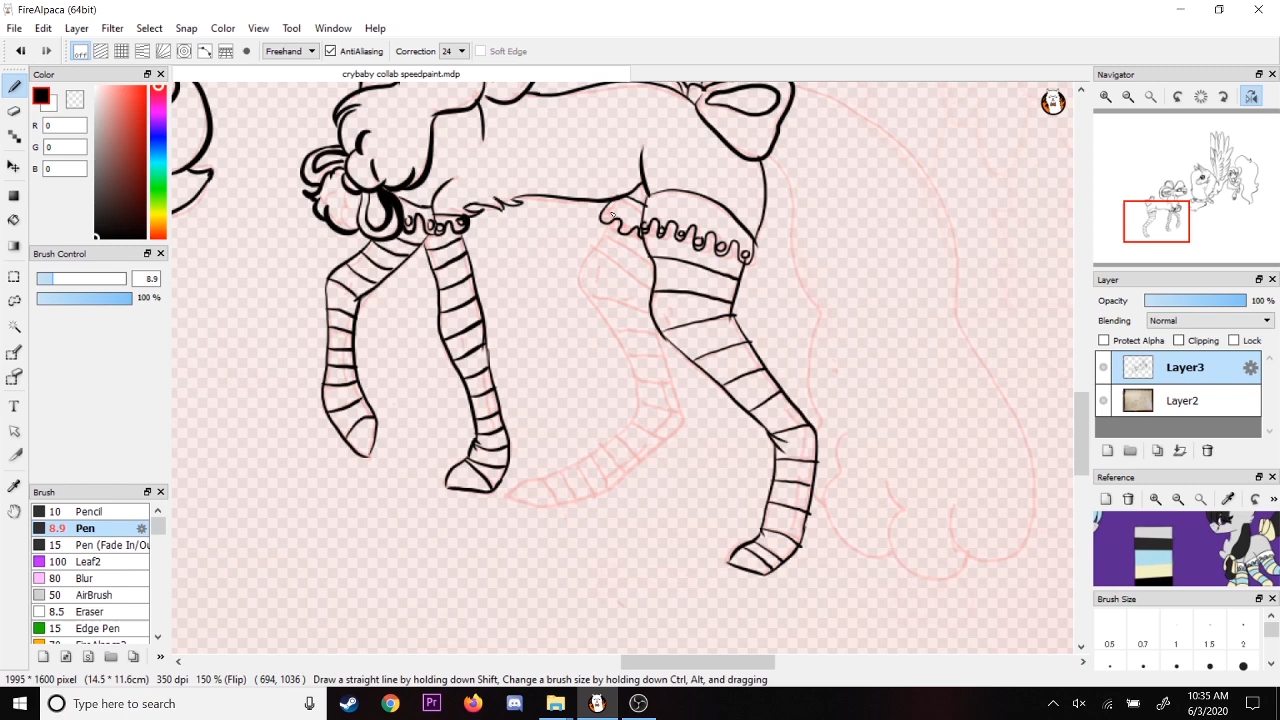 FireAlpaca (64bit)
File Edit Layer Filter Select Snap Color View Tool Window Help
off Freehand AntiAliasing Correction 24 Soft Edge
Color
crybaby collab speedpaint.mdp
Navigator
R 0
G 0
B 0
Brush Control
8.9
100 %
Layer
Opacity 100 %
Blending Normal
Protect Alpha Clipping Lock
Layer3
Layer2
Reference
Brush
10 Pencil
8.9 Pen
15 Pen (Fade In/Ou
100 Leaf2
80 Blur
50 AirBrush
8.5 Eraser
15 Edge Pen
Brush Size
0.5 0.7 1 1.5 2
1995 * 1600 pixel (14.5 * 11.6cm) 350 dpi 150 % (Flip) ( 694, 1036 ) Draw a straight line by holding down Shift, Change a brush size by holding down Ctrl, Alt, and dragging
Type here to search
Pr
10:35 AM
6/3/2020